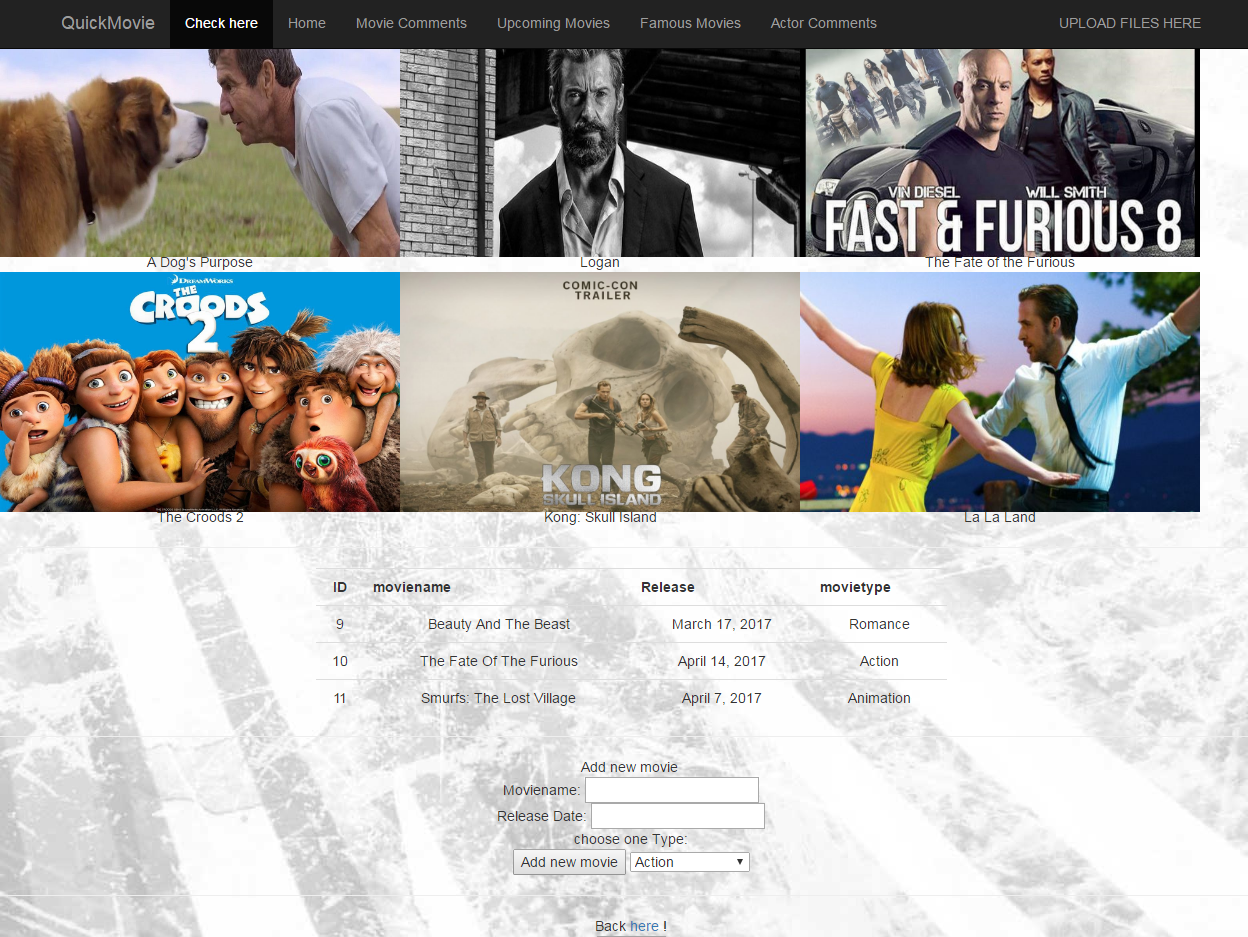 QuickMovie Check here Home Movie Comments Upcoming Movies Famous Movies Actor Comments UPLOAD FILES HERE
VIN DIESEL WILL SMITH
FAST & FURIOUS 8
A Dog's Purpose Logan The Fate of the Furious
DREAMWORKS
THE
CROODS
2
COMIC-CON
TRAILER
KONG
SKULL ISLAND
The Croods 2 Kong: Skull Island La La Land
ID moviename Release movietype
9 Beauty And The Beast March 17, 2017 Romance
10 The Fate Of The Furious April 14, 2017 Action
11 Smurfs: The Lost Village April 7, 2017 Animation
Add new movie
Moviename:
Release Date:
choose one Type:
Add new movie Action
Back here !